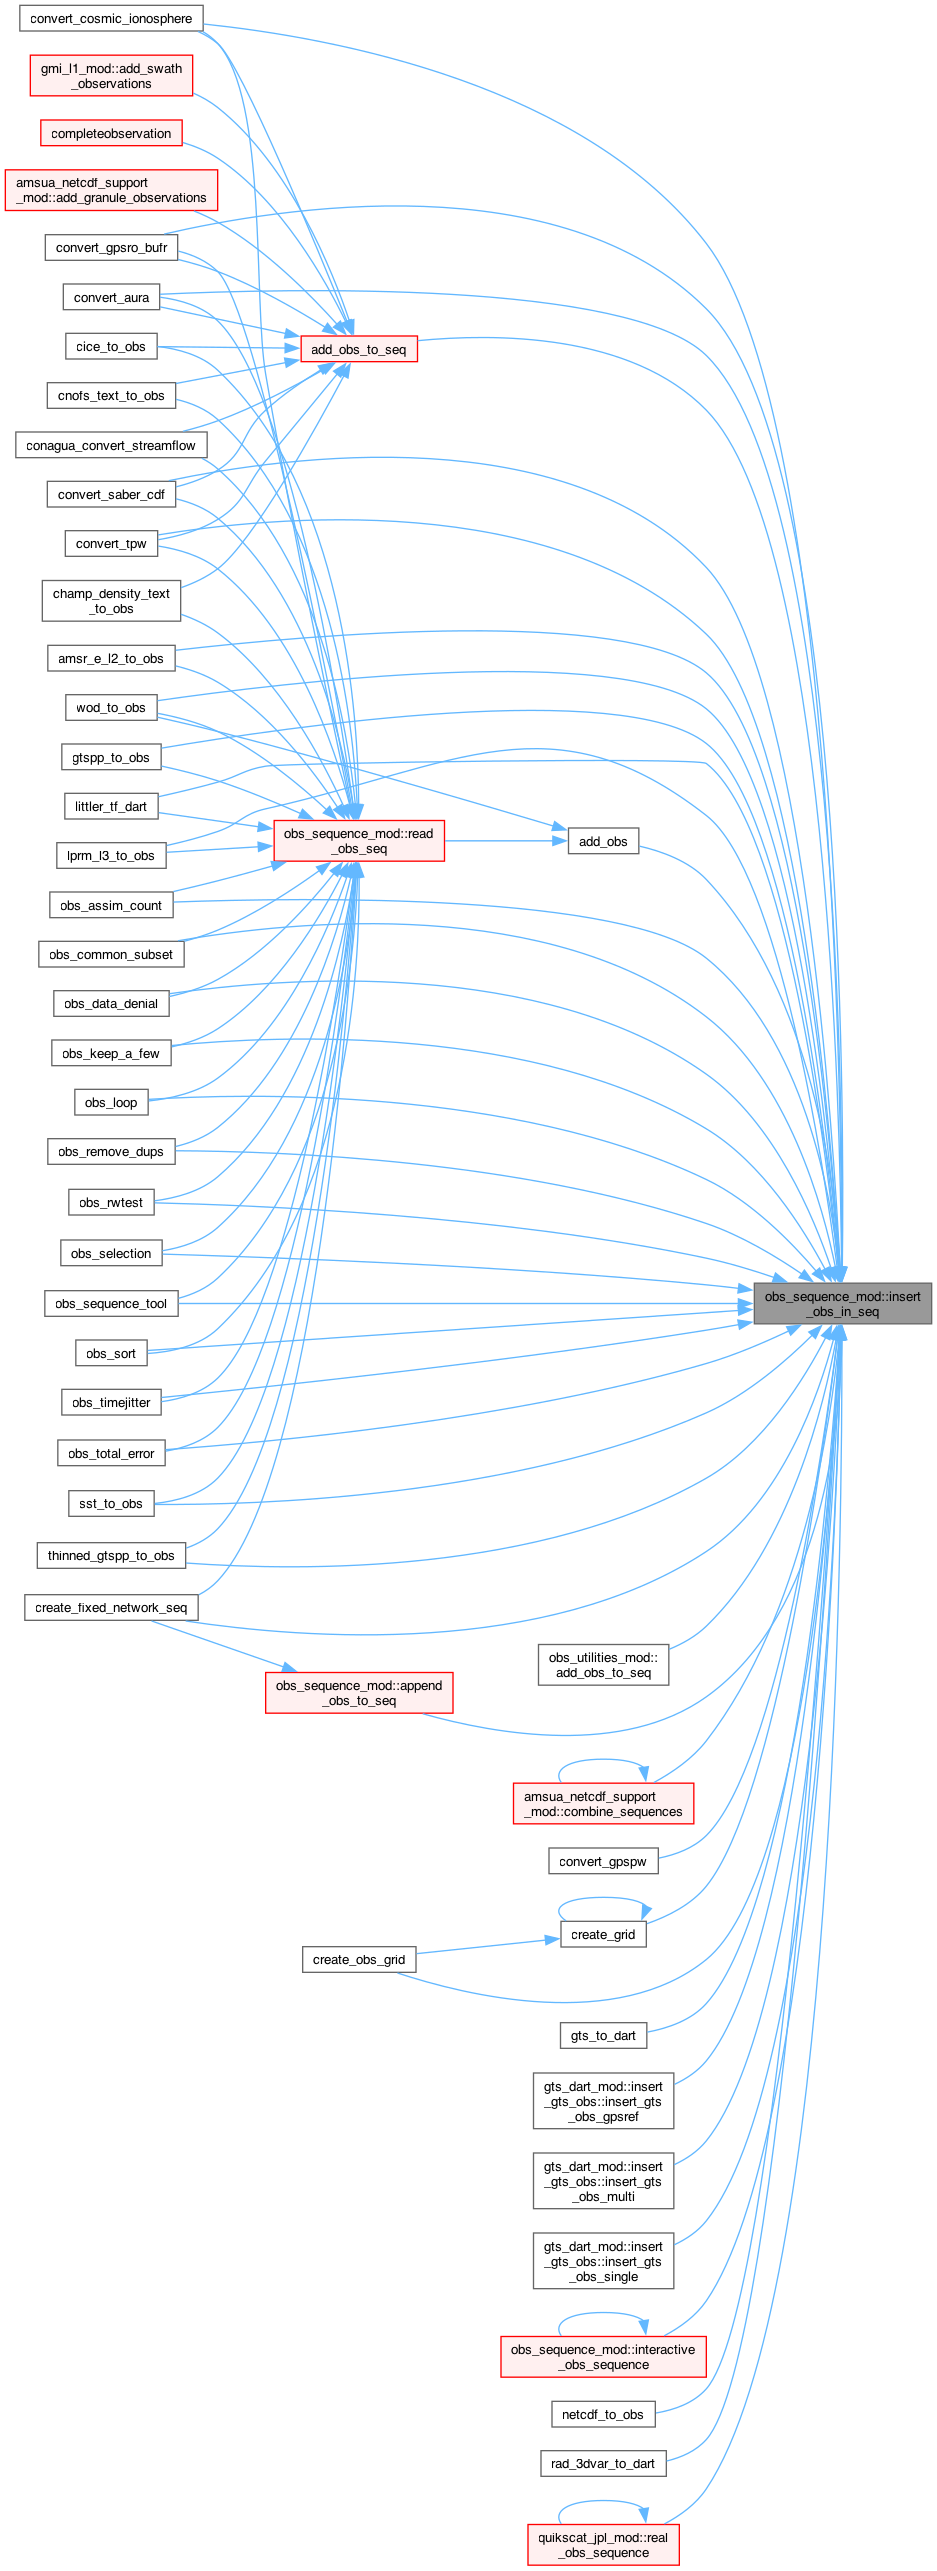 convert_cosmic_ionosphere
gmi_l1_mod::add_swath
_observations
completeobservation
amsua_netcdf_support
_mod::add_granule_observations
convert_gpsro_bufr
convert_aura
cice_to_obs
add_obs_to_seq
cnofs_text_to_obs
conagua_convert_streamflow
convert_saber_cdf
convert_tpw
champ_density_text
_to_obs
amsr_e_l2_to_obs
wod_to_obs
gtspp_to_obs
littler_tf_dart
obs_sequence_mod::read
_obs_seq
add_obs
lprm_l3_to_obs
obs_assim_count
obs_common_subset
obs_data_denial
obs_keep_a_few
obs_loop
obs_remove_dups
obs_rwtest
obs_selection
obs_sequence_mod::insert
_obs_in_seq
obs_sequence_tool
obs_sort
obs_timejitter
obs_total_error
sst_to_obs
thinned_gtspp_to_obs
create_fixed_network_seq
obs_utilities_mod::
add_obs_to_seq
obs_sequence_mod::append
_obs_to_seq
amsua_netcdf_support
_mod::combine_sequences
convert_gpspw
create_grid
create_obs_grid
gts_to_dart
gts_dart_mod::insert
_gts_obs::insert_gts
_obs_gpsref
gts_dart_mod::insert
_gts_obs::insert_gts
_obs_multi
gts_dart_mod::insert
_gts_obs::insert_gts
_obs_single
obs_sequence_mod::interactive
_obs_sequence
netcdf_to_obs
rad_3dvar_to_dart
quikscat_jpl_mod::real
_obs_sequence